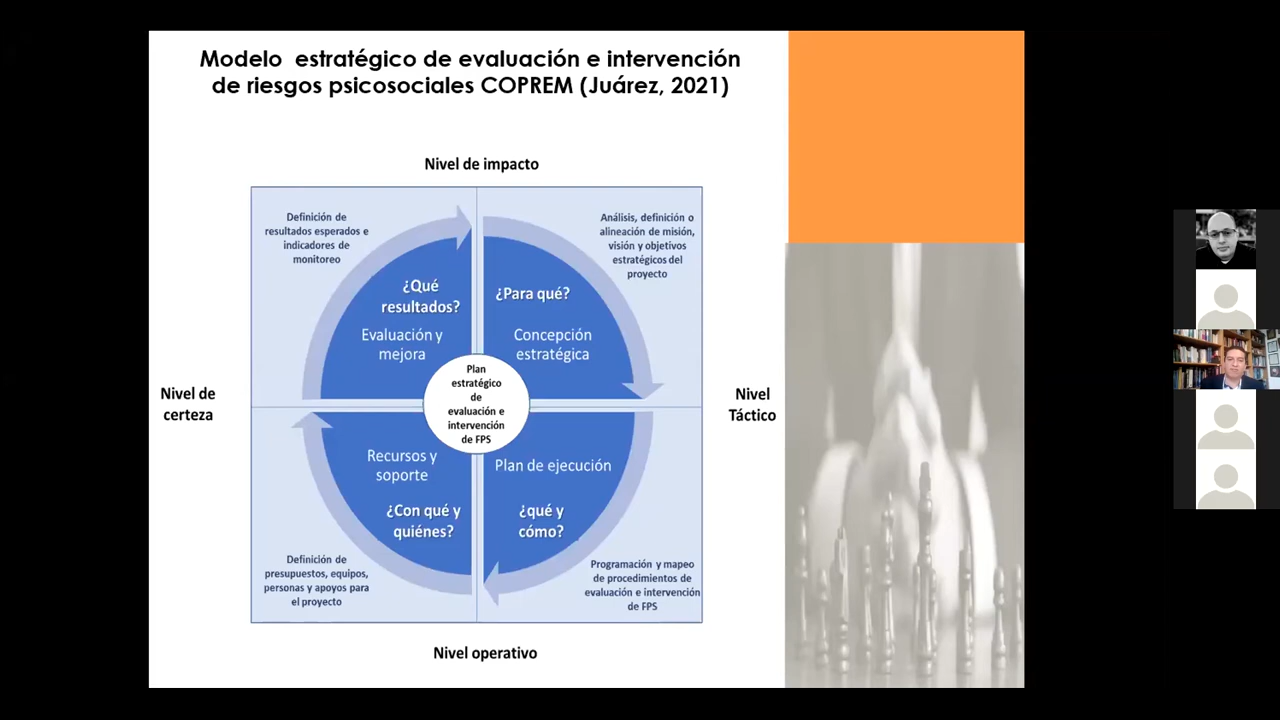 Modelo estratégico de evaluación e intervención
de riesgos psicosociales COPREM (Juárez, 2021)
Nivel de impacto
Definición de
resultados esperados e
indicadores de
monitoreo
Análisis, definición o
alineación de misión,
visión y objetivos
estratégicos del
proyecto
¿Qué
resultados?
Evaluación y
mejora
¿Para qué?
Concepción
estratégica
Plan
estratégico
de
evaluación e
intervención
de FPS
Nivel de
certeza
Nivel
Táctico
Recursos y
soporte
¿Con qué y
quiénes?
Plan de ejecución
¿qué y
cómo?
Definición de
presupuestos, equipos,
personas y apoyos para
el proyecto
Programación y mapeo
de procedimientos de
evaluación e intervención
de FPS
Nivel operativo